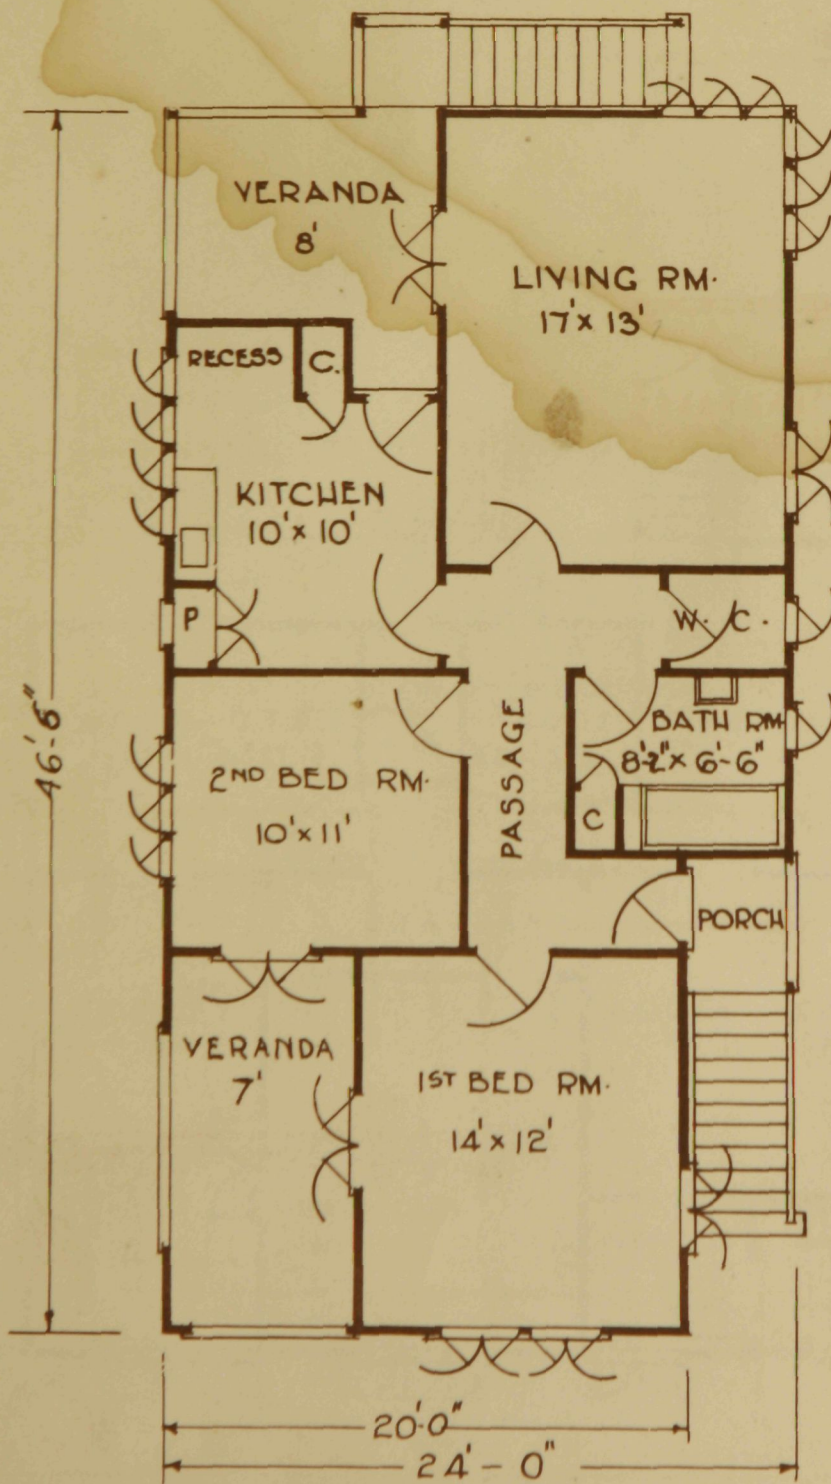 VERANDA
8'
LIVING RM.
17' x 13'
RECESS
C.
KITCHEN
10' x 10'
P
W. C.
BATH RM
8'-2" x 6'-6"
C
PASSAGE
2ND BED RM.
10' x 11'
PORCH
VERANDA
7'
1ST BED RM.
14' x 12'
46'-6"
20'-0"
24'-0"